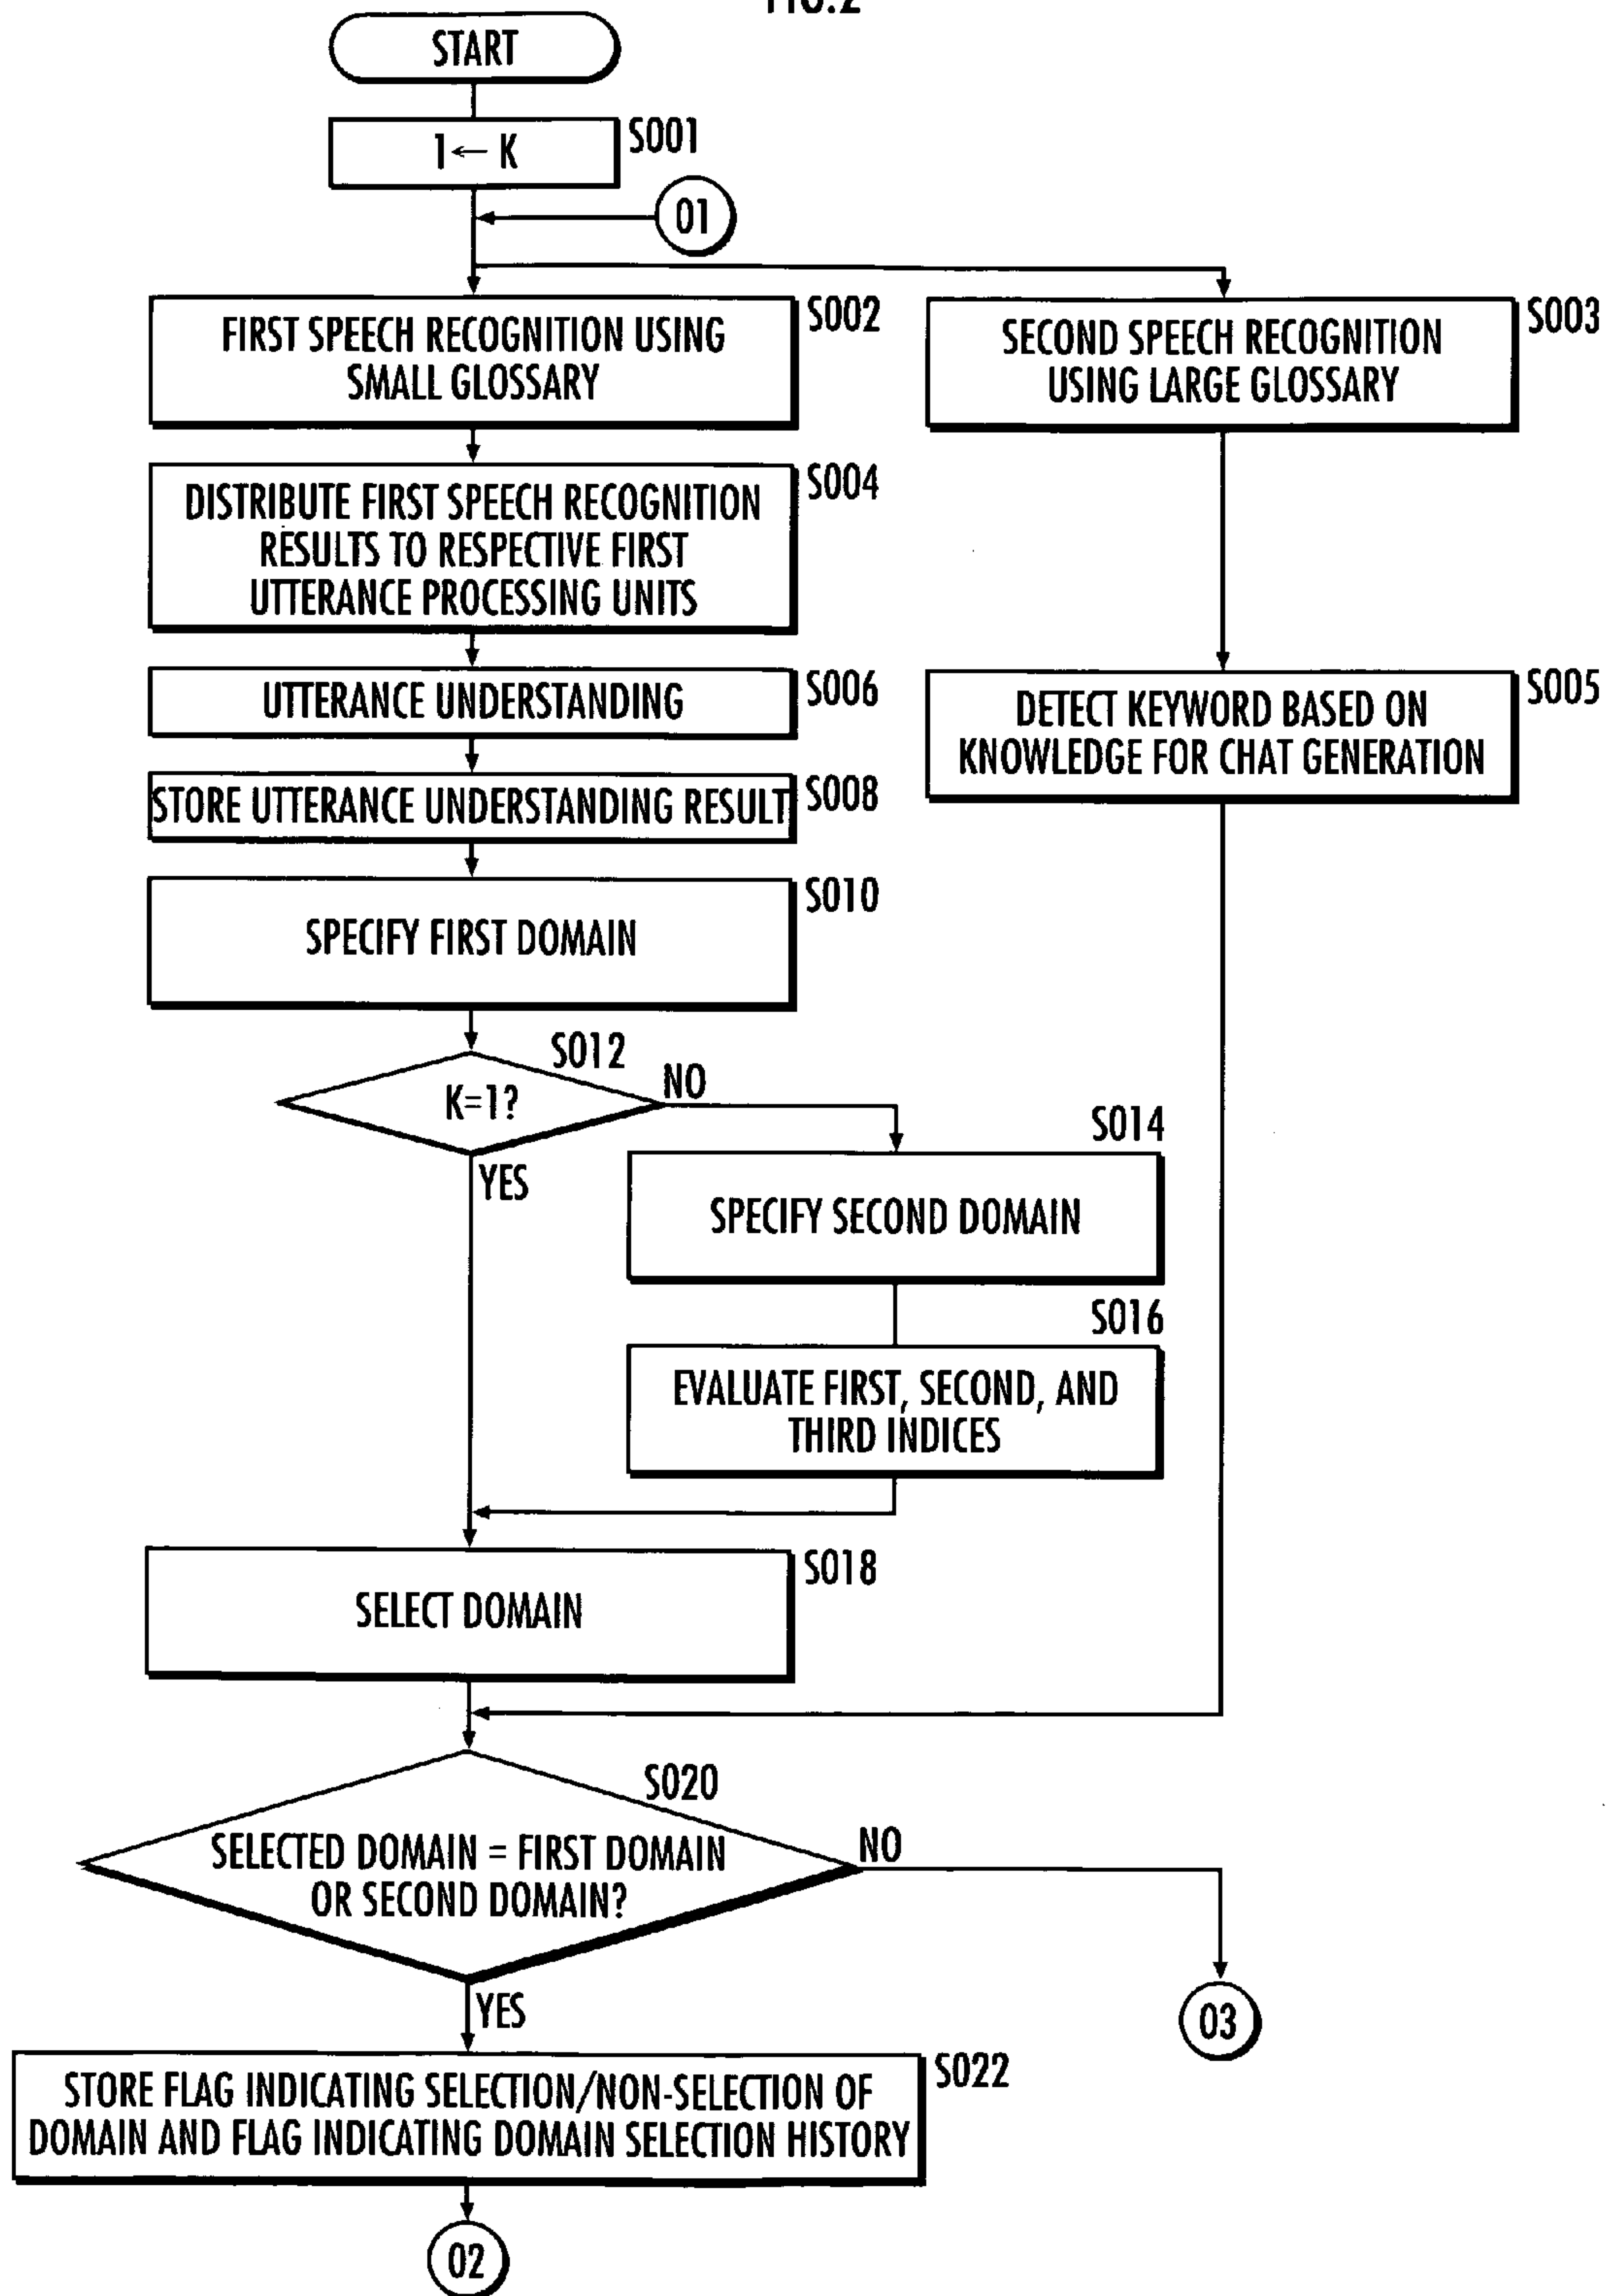 FIG.2
START
1← K
S001
01
FIRST SPEECH RECOGNITION USING
SMALL GLOSSARY
S002
SECOND SPEECH RECOGNITION
USING LARGE GLOSSARY
S003
DISTRIBUTE FIRST SPEECH RECOGNITION
RESULTS TO RESPECTIVE FIRST
UTTERANCE PROCESSING UNITS
S004
UTTERANCE UNDERSTANDING
S006
DETECT KEYWORD BASED ON
KNOWLEDGE FOR CHAT GENERATION
S005
STORE UTTERANCE UNDERSTANDING RESULT
S008
SPECIFY FIRST DOMAIN
S010
S012
K=1?
NO
YES
S014
SPECIFY SECOND DOMAIN
S016
EVALUATE FIRST, SECOND, AND
THIRD INDICES
SELECT DOMAIN
S018
S020
SELECTED DOMAIN = FIRST DOMAIN
OR SECOND DOMAIN?
NO
YES
03
STORE FLAG INDICATING SELECTION/NON-SELECTION OF
DOMAIN AND FLAG INDICATING DOMAIN SELECTION HISTORY
S022
02